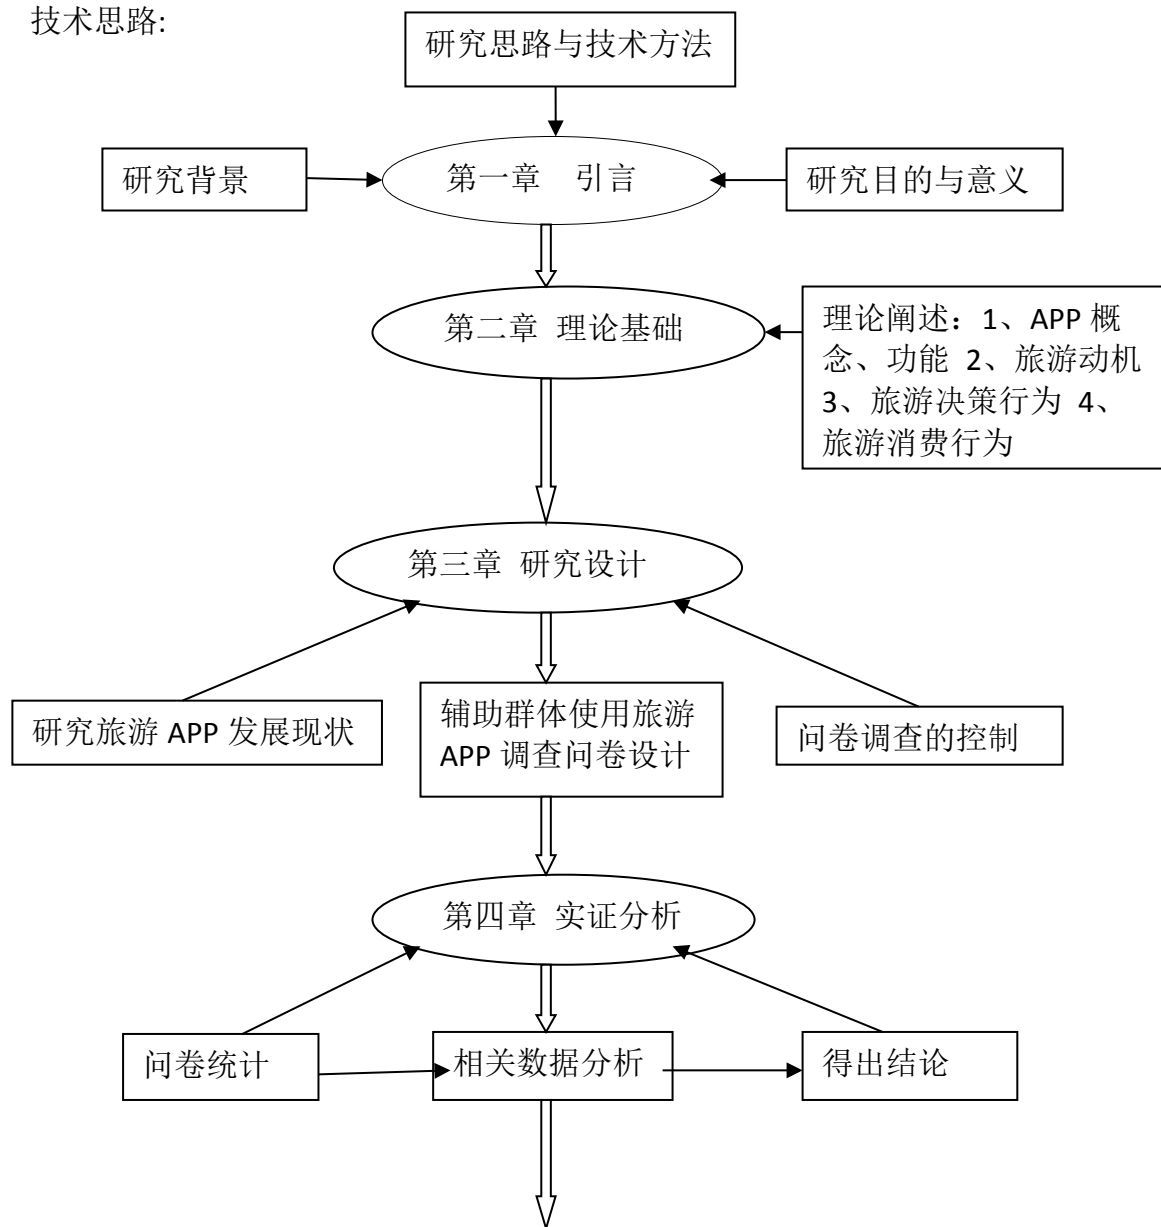 技术思路:
研究思路与技术方法
研究背景
第一章 引言
研究目的与意义
第二章 理论基础
理论阐述：1、APP 概
念、功能 2、旅游动机
3、旅游决策行为 4、
旅游消费行为
第三章 研究设计
研究旅游 APP 发展现状
辅助群体使用旅游
APP 调查问卷设计
问卷调查的控制
第四章 实证分析
问卷统计
相关数据分析
得出结论